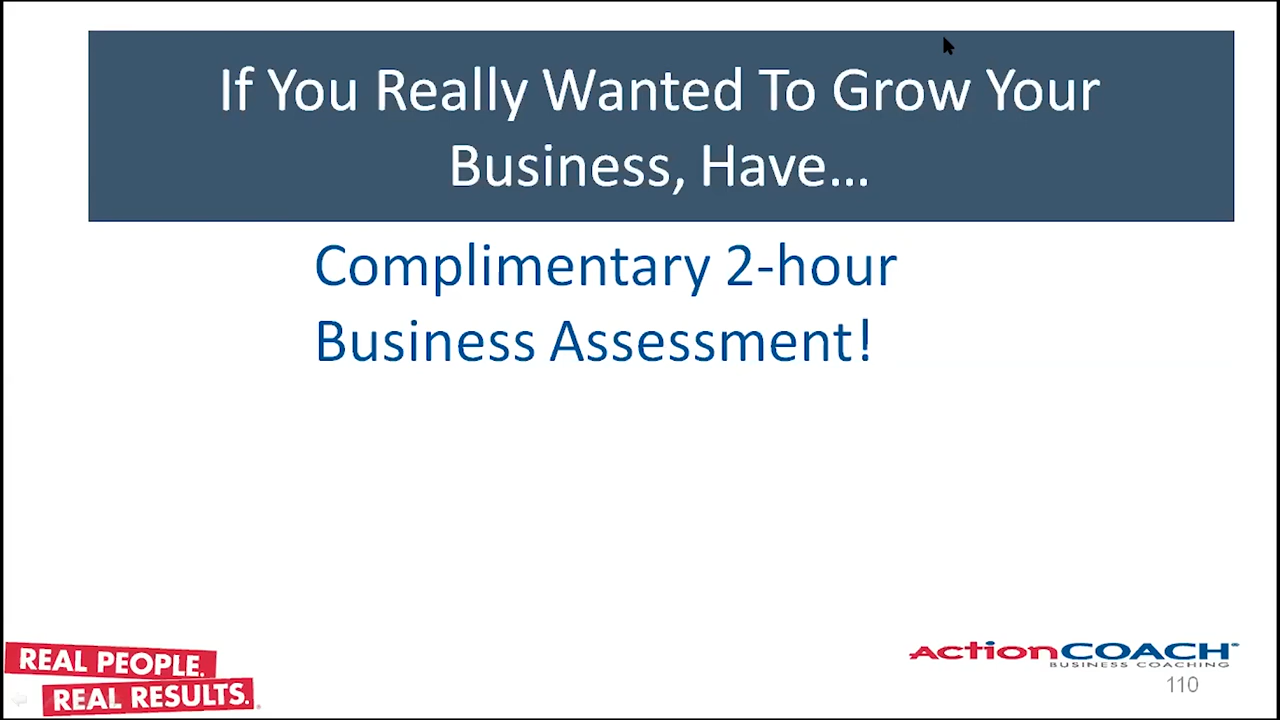 If You Really Wanted To Grow Your
Business, Have...
Complimentary 2-hour
Business Assessment!
REAL PEOPLE.
REAL RESULTS.
ActionCOACH®
BUSINESS COACHING
110